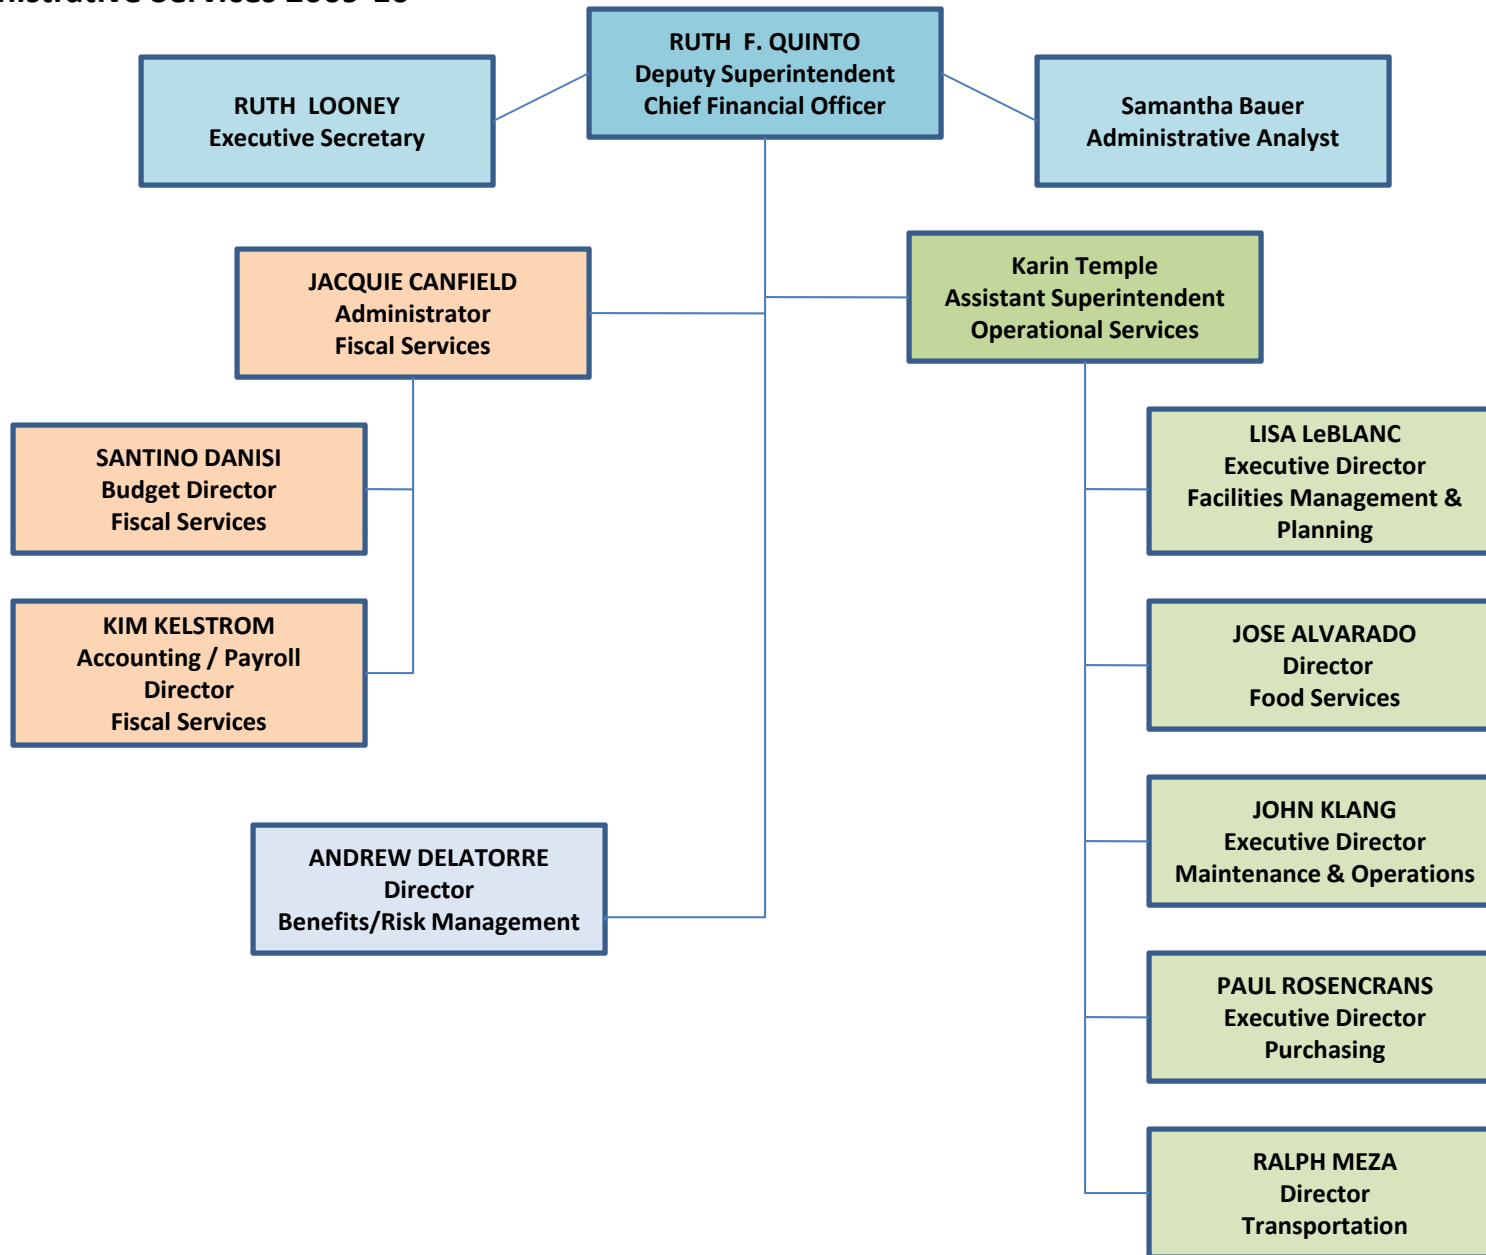 RUTH F. QUINTO
Deputy Superintendent
Chief Financial Officer
RUTH LOONEY
Executive Secretary
Samantha Bauer
Administrative Analyst
JACQUIE CANFIELD
Administrator
Fiscal Services
Karin Temple
Assistant Superintendent
Operational Services
SANTINO DANISI
Budget Director
Fiscal Services
KIM KELSTROM
Accounting / Payroll
Director
Fiscal Services
ANDREW DELATORRE
Director
Benefits/Risk Management
LISA LeBLANC
Executive Director
Facilities Management &
Planning
JOSE ALVARADO
Director
Food Services
JOHN KLANG
Executive Director
Maintenance & Operations
PAUL ROSENCRANS
Executive Director
Purchasing
RALPH MEZA
Director
Transportation